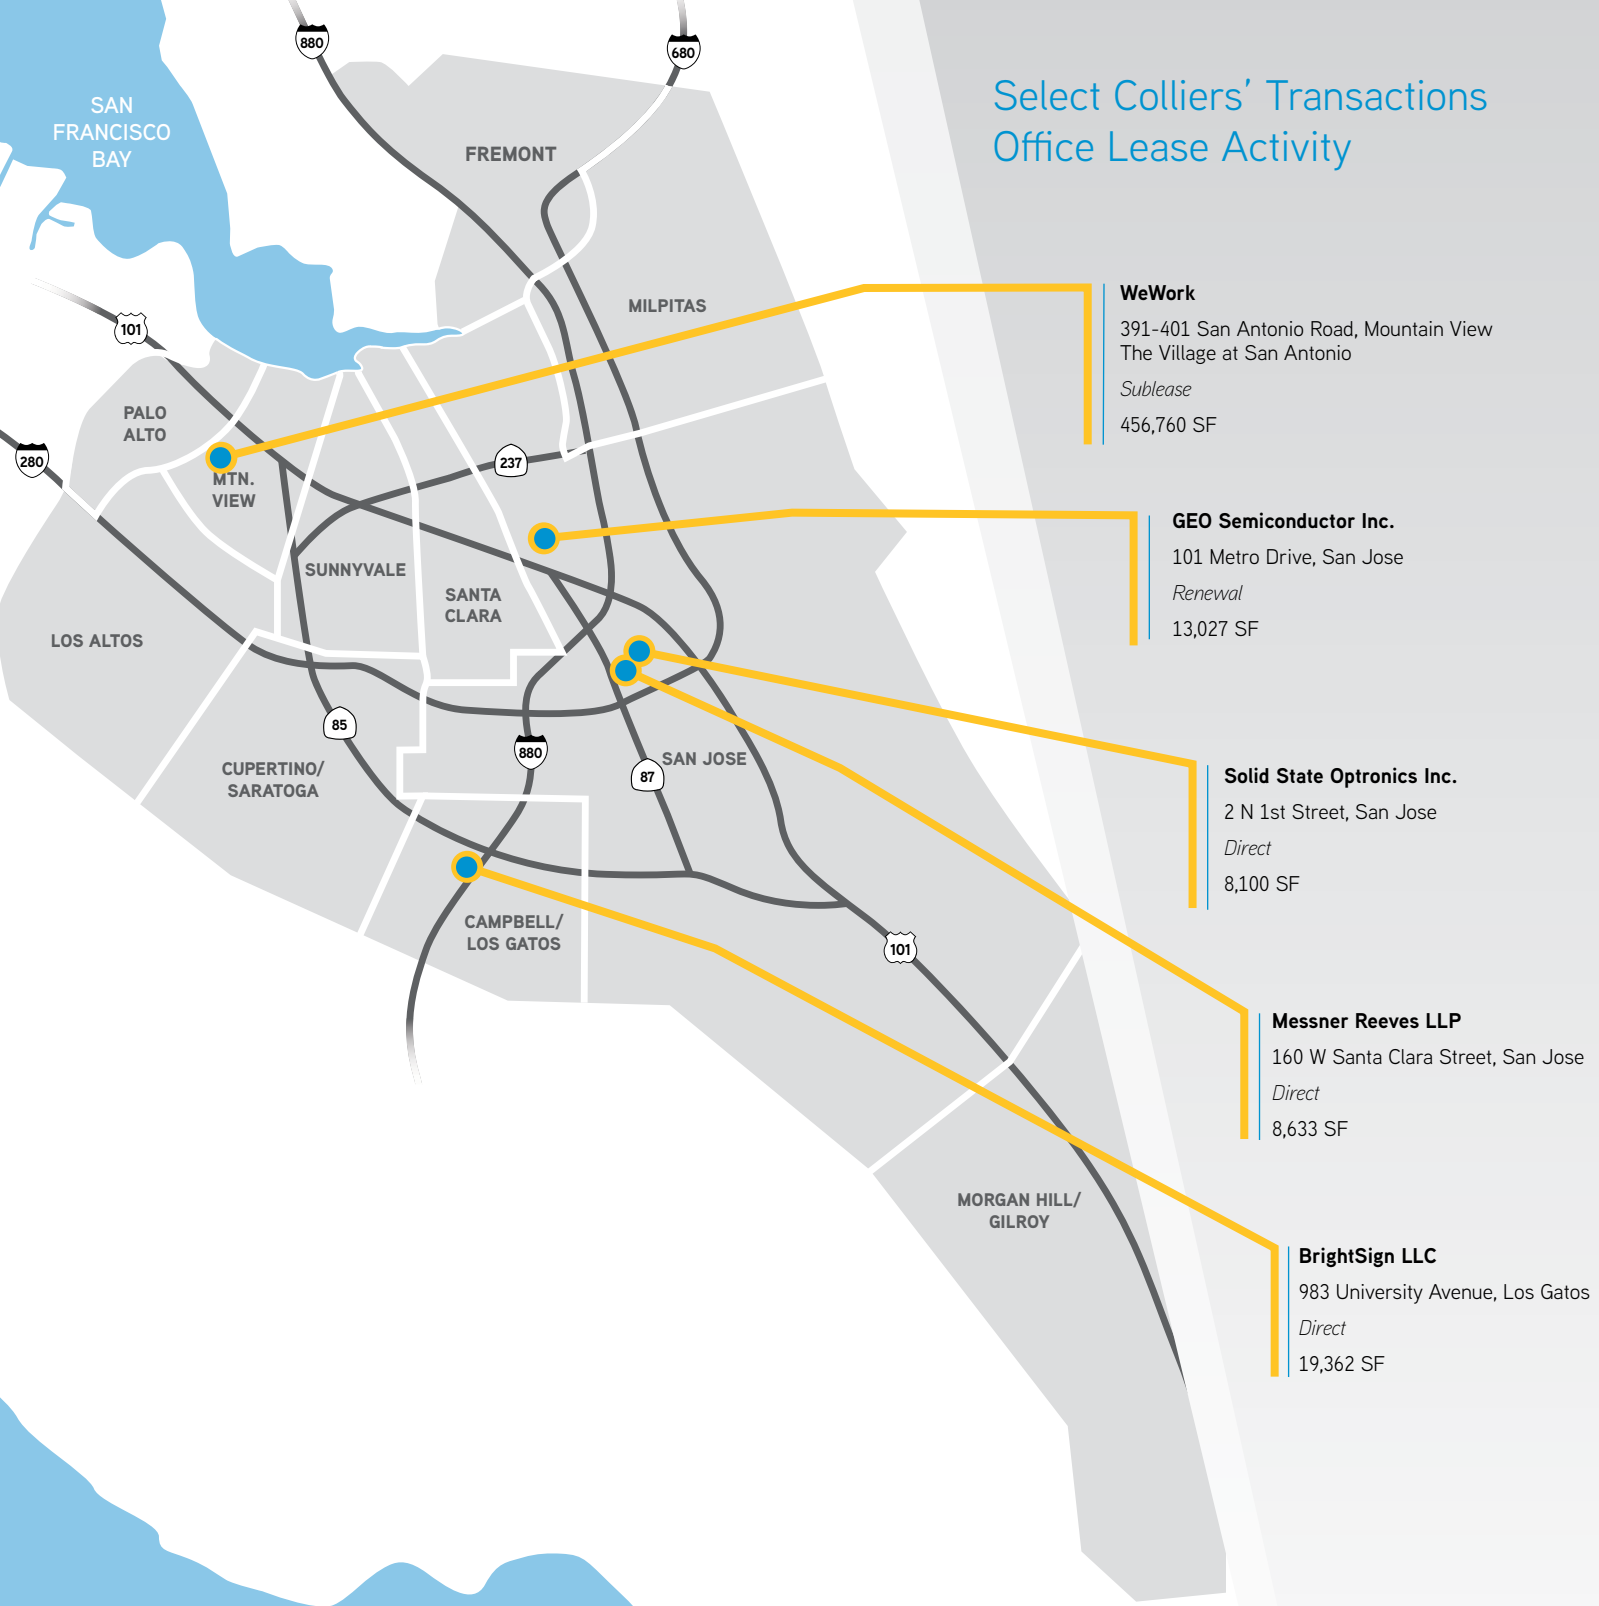 Select Colliers’ Transactions
Office Lease Activity
880
680
SAN
FRANCISCO
BAY
FREMONT
MILPITAS
101
PALO
ALTO
280
237
MTN.
VIEW
SUNNYVALE
SANTA
CLARA
LOS ALTOS
85
880
SAN JOSE
87
CUPERTINO/
SARATOGA
CAMPBELL/
LOS GATOS
101
MORGAN HILL/
GILROY
WeWork
391-401 San Antonio Road, Mountain View
The Village at San Antonio
Sublease
456,760 SF
GEO Semiconductor Inc.
101 Metro Drive, San Jose
Renewal
13,027 SF
Solid State Optronics Inc.
2 N 1st Street, San Jose
Direct
8,100 SF
Messner Reeves LLP
160 W Santa Clara Street, San Jose
Direct
8,633 SF
BrightSign LLC
983 University Avenue, Los Gatos
Direct
19,362 SF